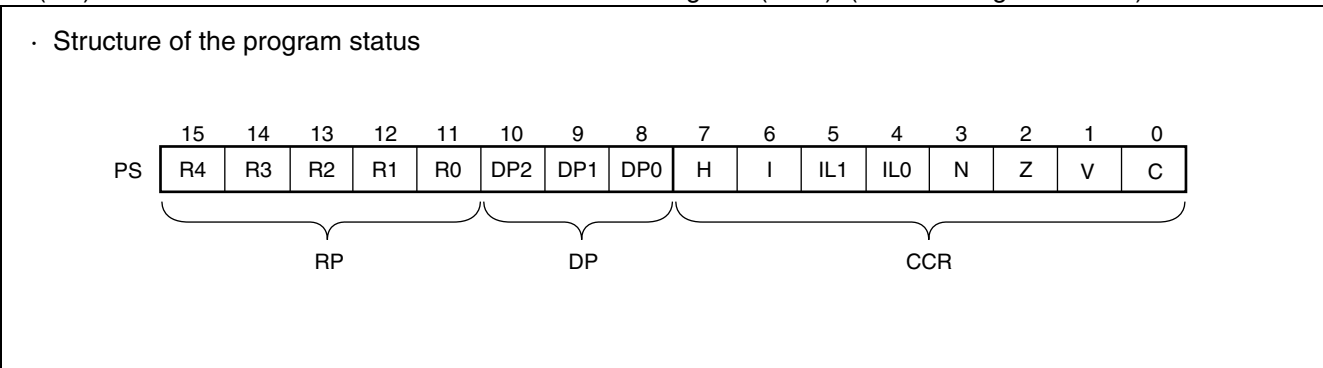 · Structure of the program status
15 14 13 12 11 10 9 8 7 6 5 4 3 2 1 0
PS R4 R3 R2 R1 R0 DP2 DP1 DP0 H I IL1 IL0 N Z V C
RP DP CCR